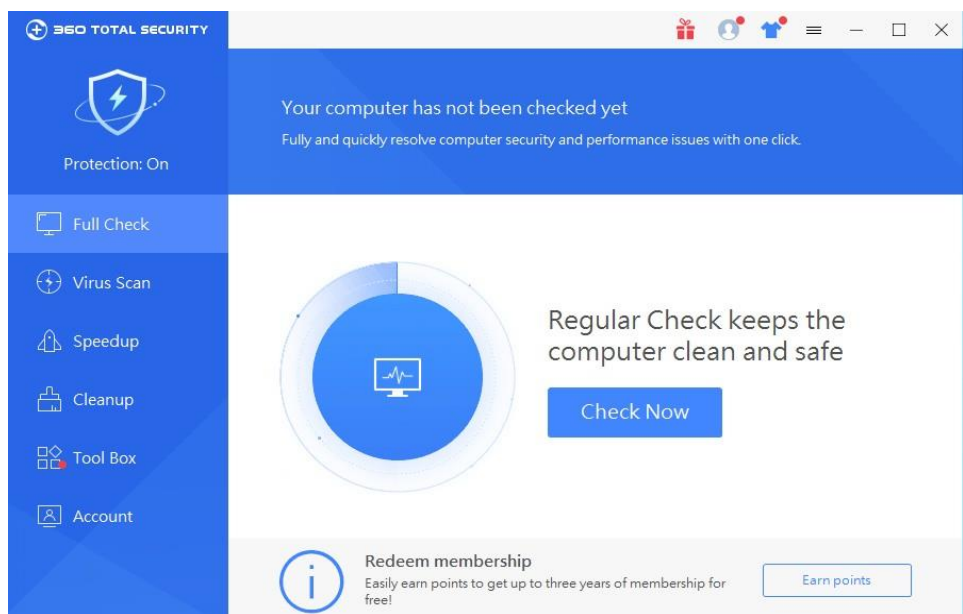 360 TOTAL SECURITY
Protection: On
Full Check
Virus Scan
Speedup
Cleanup
Tool Box
Account
Your computer has not been checked yet
Fully and quickly resolve computer security and performance issues with one click.
Regular Check keeps the
computer clean and safe
Check Now
Redeem membership
Easily earn points to get up to three years of membership for
free!
Earn points